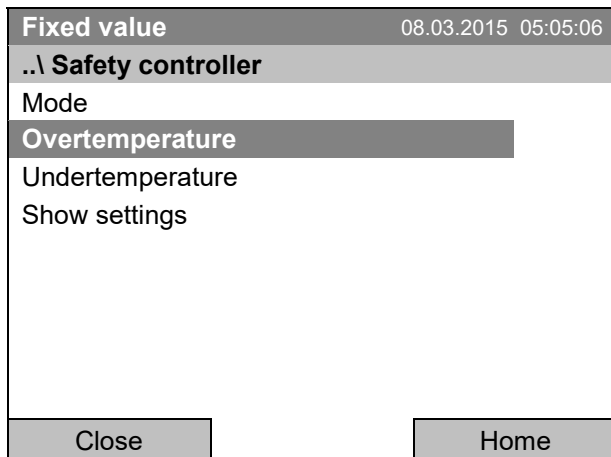 Fixed value 08.03.2015 05:05:06
..\ Safety controller
Mode
Overtemperature
Undertemperature
Show settings
Close Home